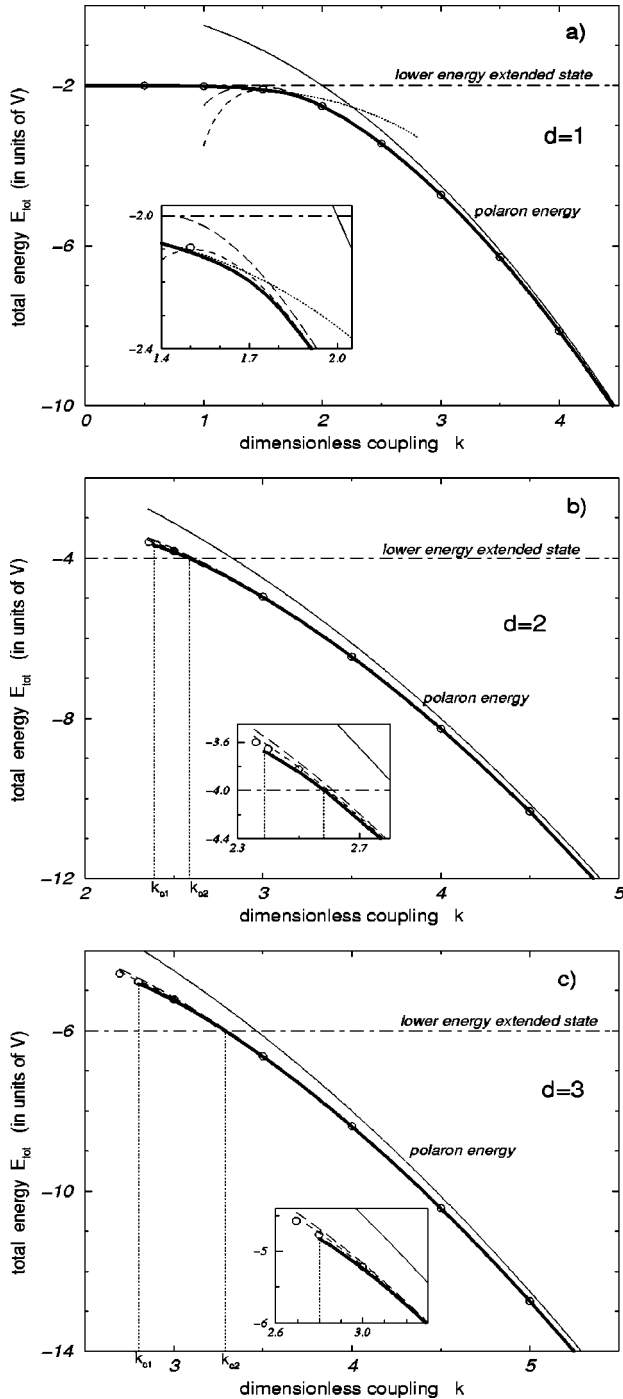 a)
lower energy extended state
d=1
polaron energy
total energy E_tot (in units of V)
-2
-6
-10
-2.0
-2.4
1.4
1.7
2.0
0
1
2
3
4
dimensionless coupling k
b)
lower energy extended state
d=2
polaron energy
total energy E_tot (in units of V)
-4
-8
-12
-3.6
-4.0
-4.4
2.3
2.7
2
k_c1
k_c2
3
4
5
dimensionless coupling k
c)
lower energy extended state
d=3
polaron energy
total energy E_tot (in units of V)
-6
-10
-14
-5
-6
2.6
3.0
k_c1
3
k_c2
4
5
dimensionless coupling k